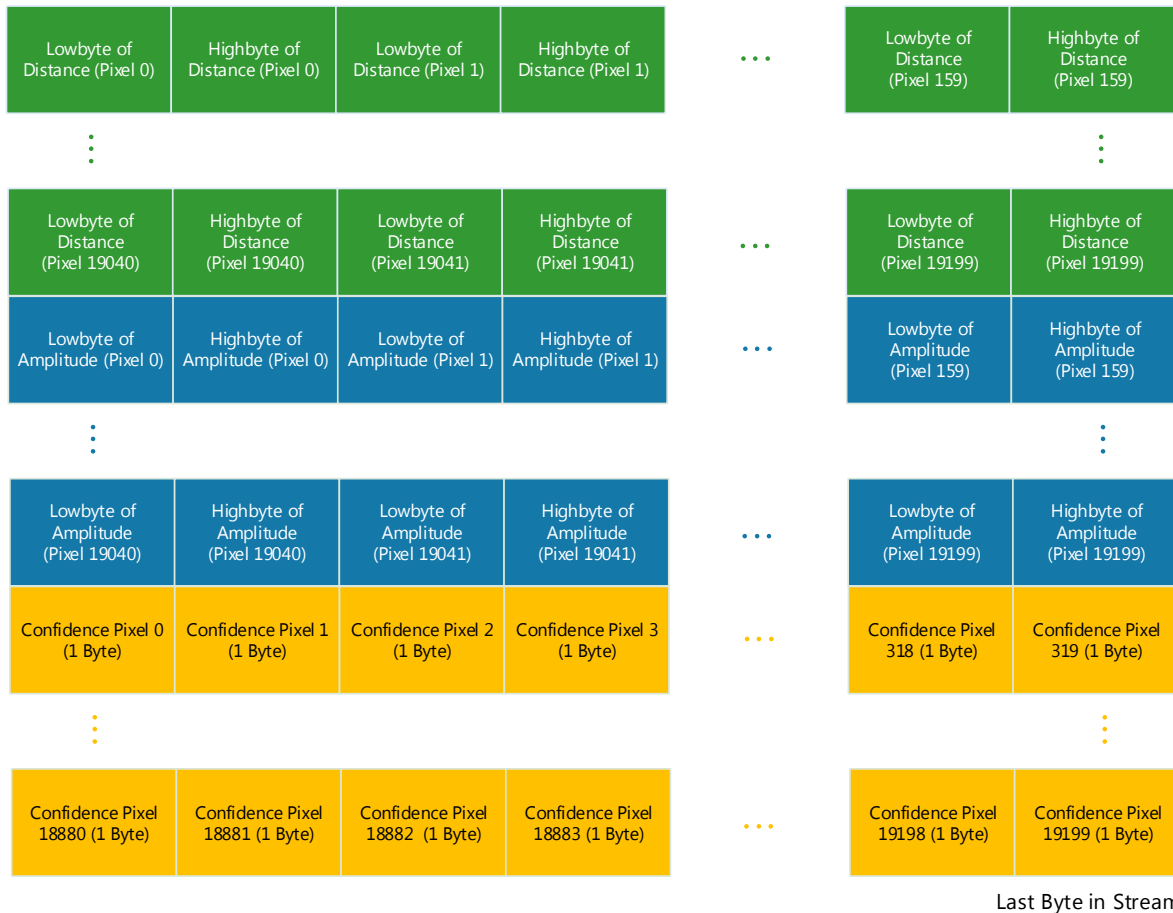 Lowbyte of
Distance (Pixel 0)
Highbyte of
Distance (Pixel 0)
Lowbyte of
Distance (Pixel 1)
Highbyte of
Distance (Pixel 1)
Lowbyte of
Distance
(Pixel 159)
Highbyte of
Distance
(Pixel 159)
Lowbyte of
Distance
(Pixel 19040)
Highbyte of
Distance
(Pixel 19040)
Lowbyte of
Distance
(Pixel 19041)
Highbyte of
Distance
(Pixel 19041)
Lowbyte of
Distance
(Pixel 19199)
Highbyte of
Distance
(Pixel 19199)
Lowbyte of
Amplitude (Pixel 0)
Highbyte of
Amplitude (Pixel 0)
Lowbyte of
Amplitude (Pixel 1)
Highbyte of
Amplitude (Pixel 1)
Lowbyte of
Amplitude
(Pixel 159)
Highbyte of
Amplitude
(Pixel 159)
Lowbyte of
Amplitude
(Pixel 19040)
Highbyte of
Amplitude
(Pixel 19040)
Lowbyte of
Amplitude
(Pixel 19041)
Highbyte of
Amplitude
(Pixel 19041)
Lowbyte of
Amplitude
(Pixel 19199)
Highbyte of
Amplitude
(Pixel 19199)
Confidence Pixel 0
(1 Byte)
Confidence Pixel 1
(1 Byte)
Confidence Pixel 2
(1 Byte)
Confidence Pixel 3
(1 Byte)
Confidence Pixel
318 (1 Byte)
Confidence Pixel
319 (1 Byte)
Confidence Pixel
18880 (1 Byte)
Confidence Pixel
18881 (1 Byte)
Confidence Pixel
18882 (1 Byte)
Confidence Pixel
18883 (1 Byte)
Confidence Pixel
19198 (1 Byte)
Confidence Pixel
19199 (1 Byte)
Last Byte in Stream